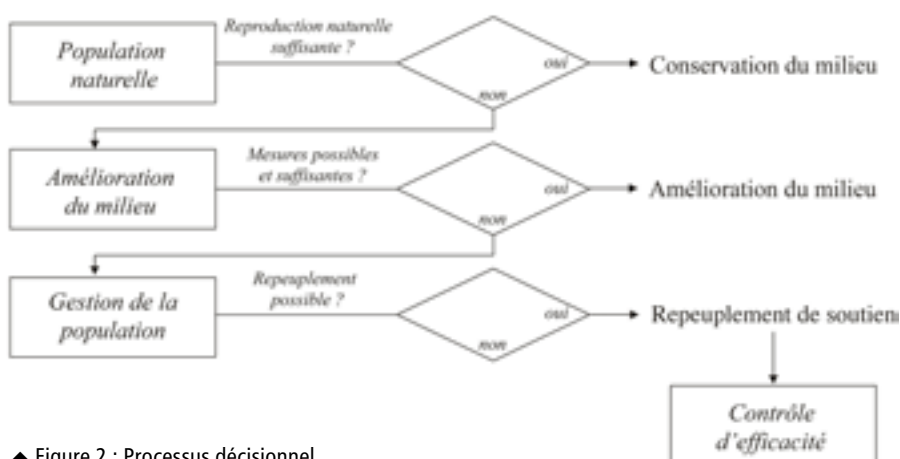 Reproduction naturelle
suffisante ?
Population
naturelle
oui
non
Conservation du milieu
Mesures possibles
et suffisantes ?
Amélioration
du milieu
oui
non
Amélioration du milieu
Repeuplement
possible ?
Gestion de la
population
oui
non
Repeuplement de soutien
Contrôle
d'efficacité
◆ Figure 2 : Processus décisionnel